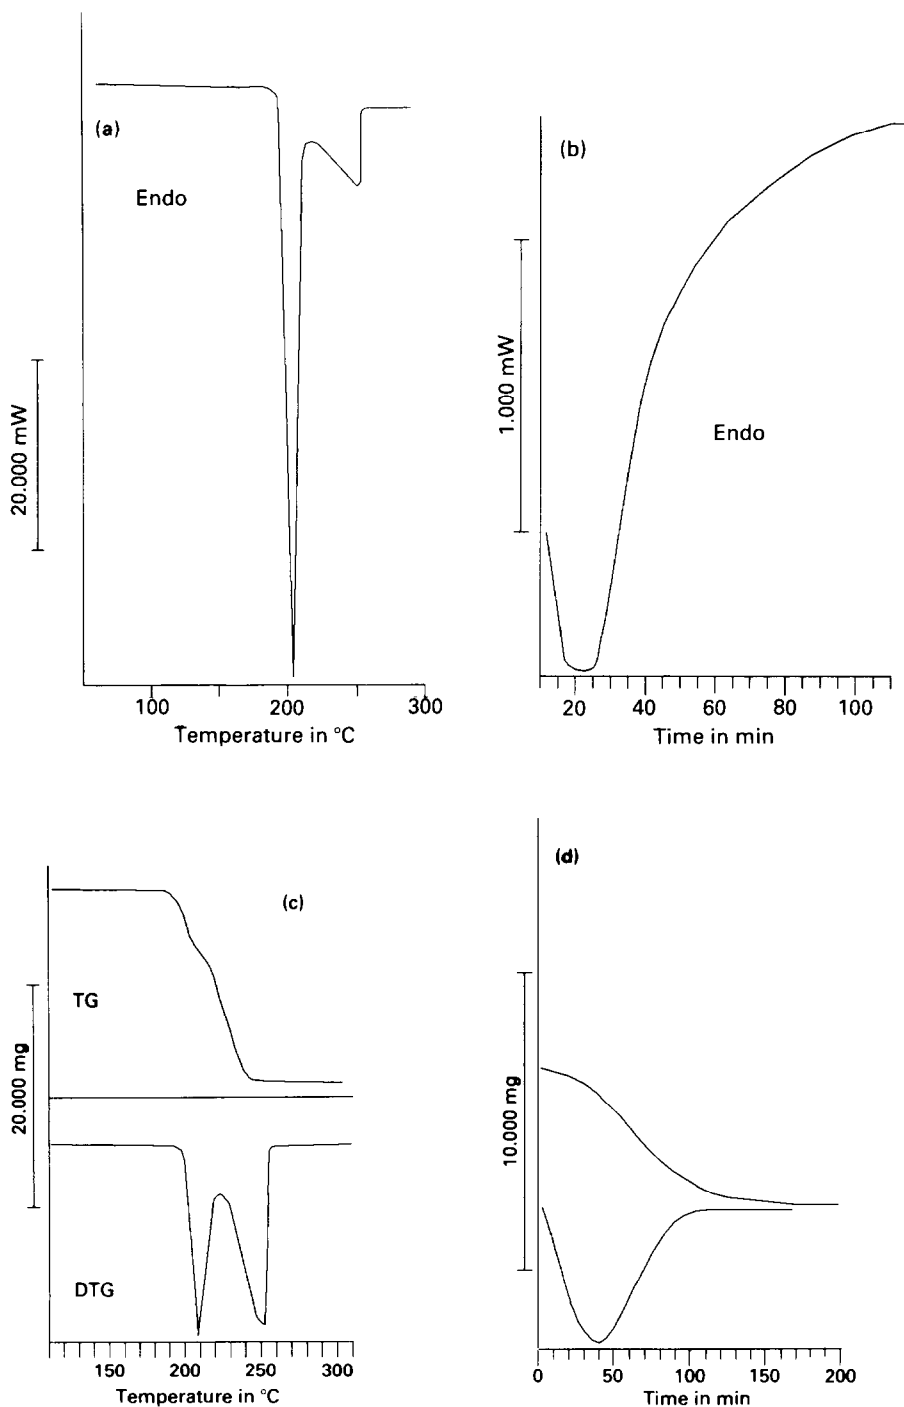 (a)
Endo
20.000 mW
100 200 300
Temperature in °C
(b)
1.000 mW
Endo
20 40 60 80 100
Time in min
(c)
TG
20.000 mg
DTG
150 200 250 300
Temperature in °C
(d)
10.000 mg
0 50 100 150 200
Time in min